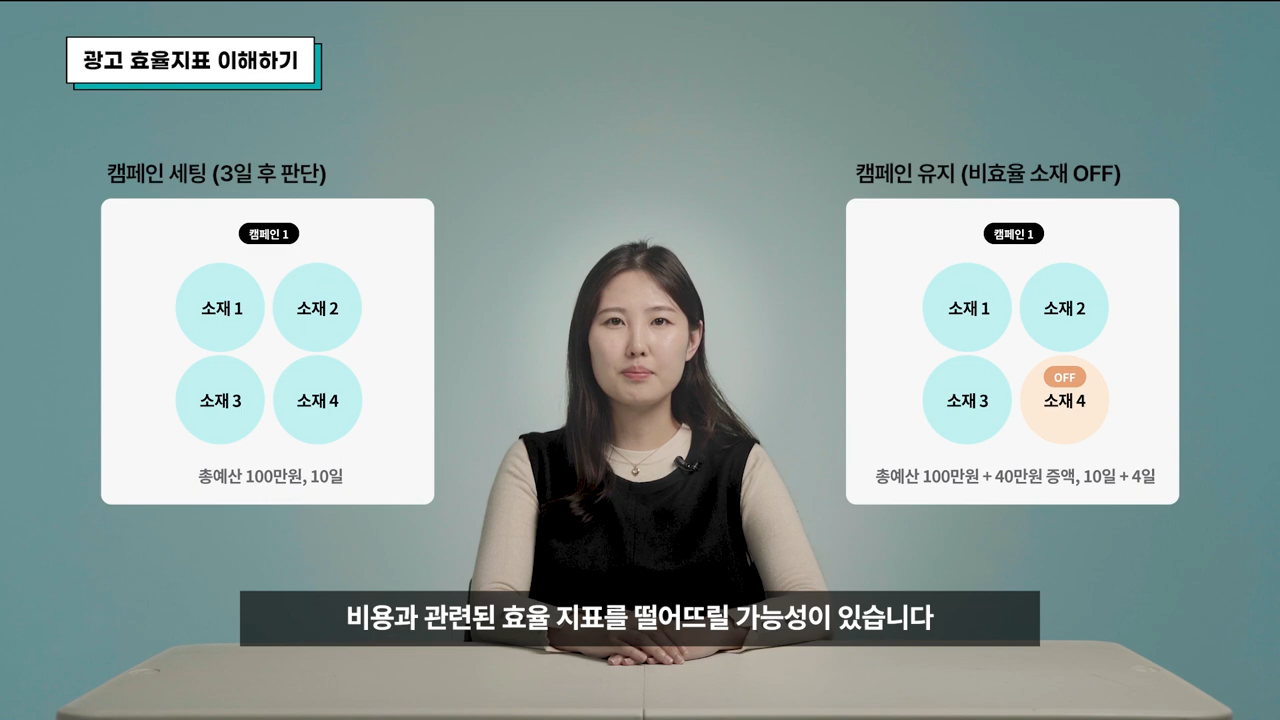 광고 효율지표 이해하기
캠페인 세팅 (3일 후 판단)
캠페인 1
소재 1
소재 2
소재 3
소재 4
총예산 100만원, 10일
캠페인 유지 (비효율 소재 OFF)
캠페인 1
소재 1
소재 2
소재 3
OFF
소재 4
총예산 100만원 + 40만원 증액, 10일 + 4일
비용과 관련된 효율 지표를 떨어뜨릴 가능성이 있습니다